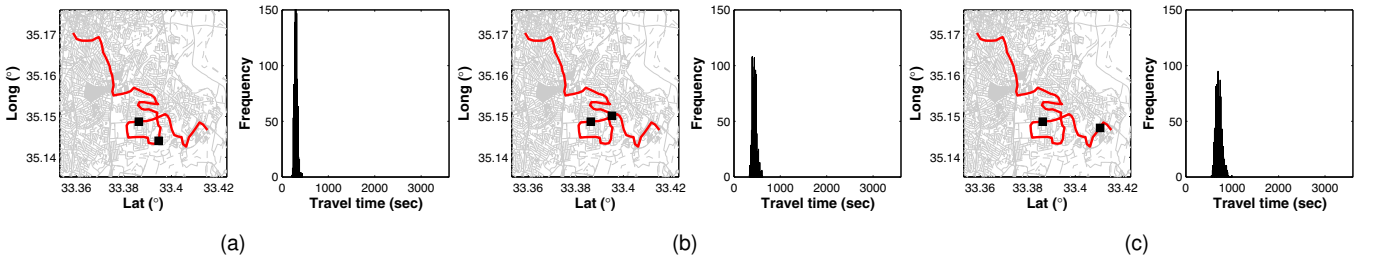 35.17
35.16
35.15
35.14
33.36 33.38 33.4 33.42
Long (°)
Lat (°)
150
100
50
0
0 1000 2000 3000
Frequency
Travel time (sec)
(a)
35.17
35.16
35.15
35.14
33.36 33.38 33.4 33.42
Long (°)
Lat (°)
150
100
50
0
0 1000 2000 3000
Frequency
Travel time (sec)
(b)
35.17
35.16
35.15
35.14
33.36 33.38 33.4 33.42
Long (°)
Lat (°)
150
100
50
0
0 1000 2000 3000
Frequency
Travel time (sec)
(c)